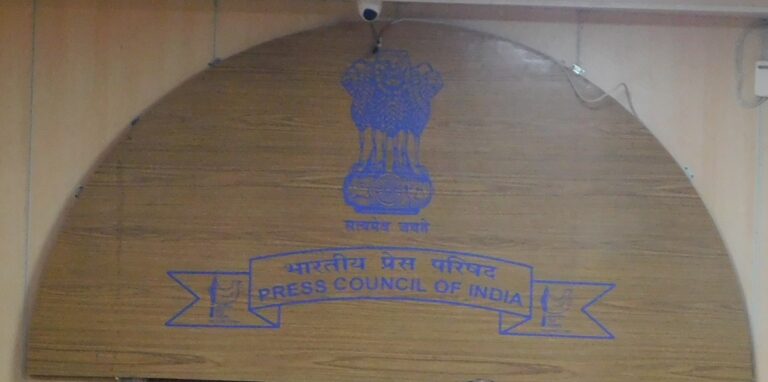 सत्यमेव जयते
भारतीय प्रेस परिषद
PRESS COUNCIL OF INDIA